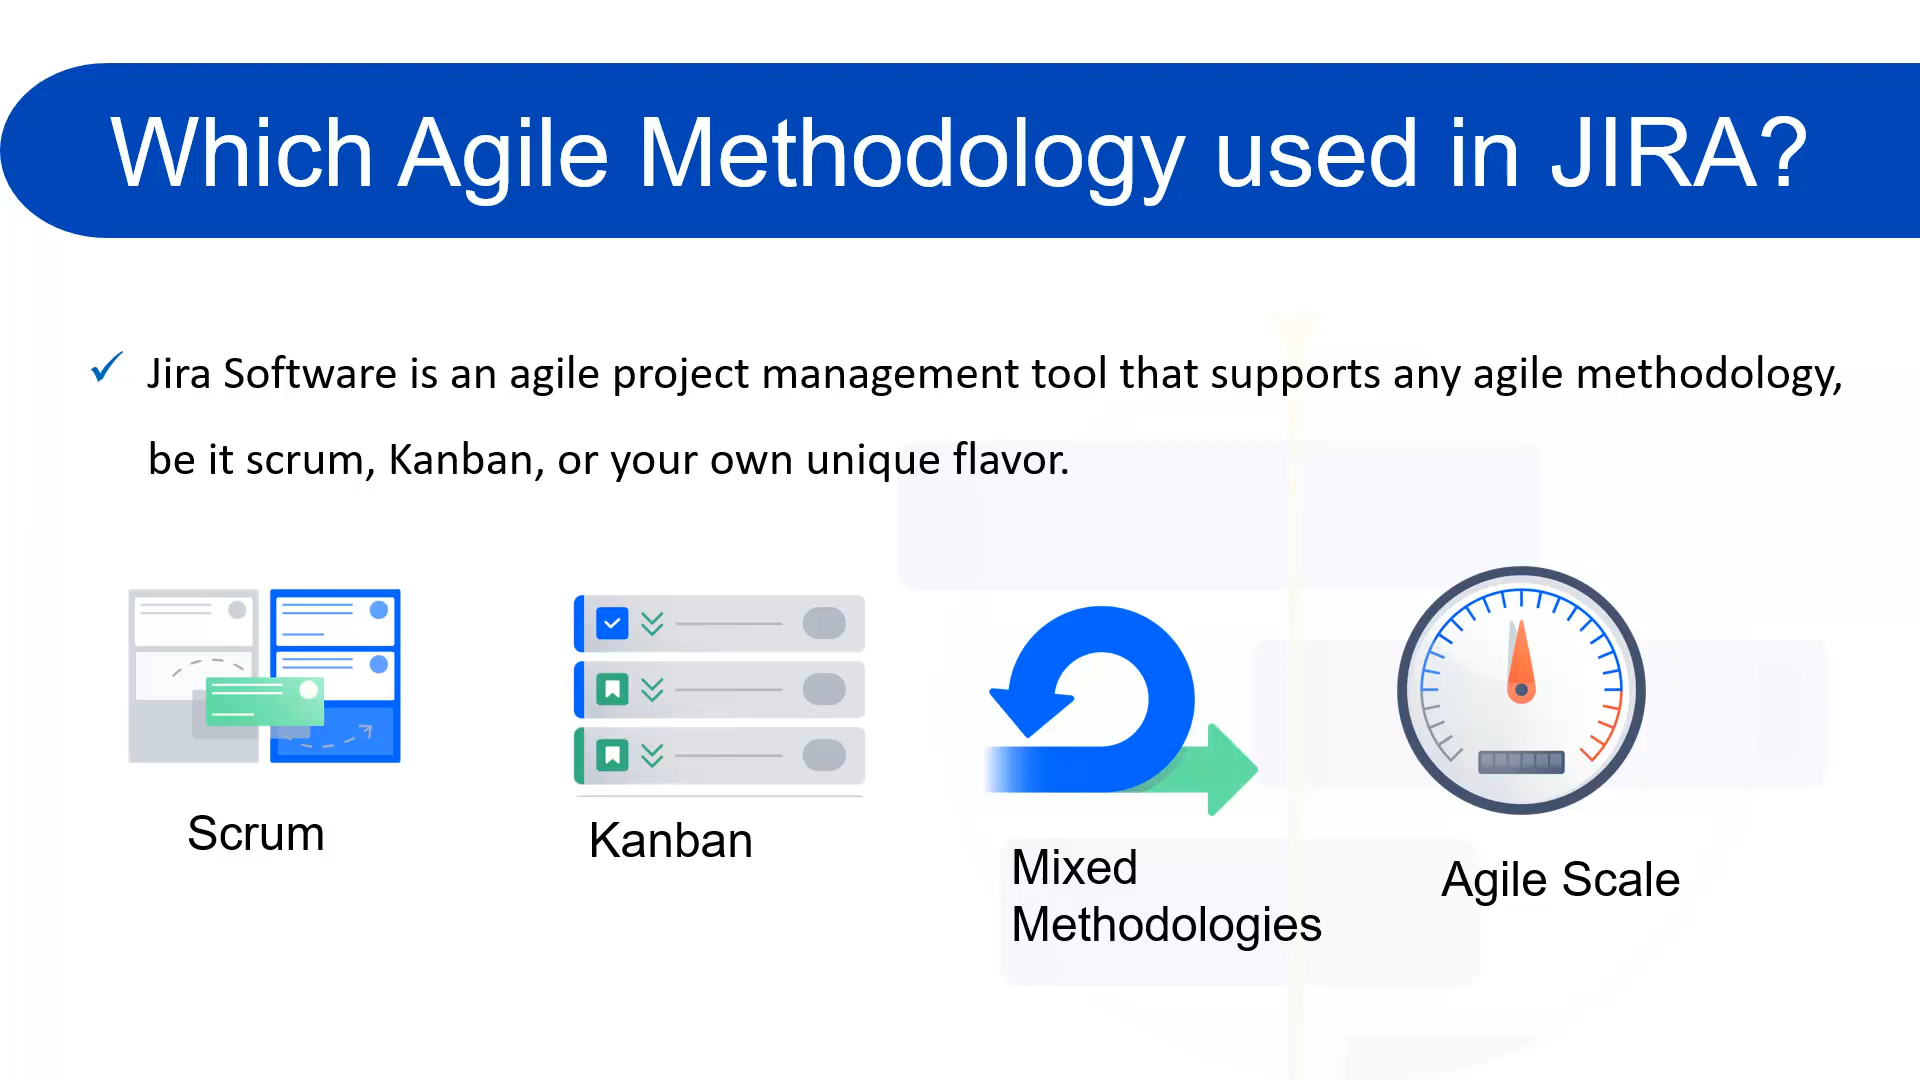 Which Agile Methodology used in JIRA?
✓ Jira Software is an agile project management tool that supports any agile methodology,
be it scrum, Kanban, or your own unique flavor.
Scrum
Kanban
Mixed
Methodologies
Agile Scale